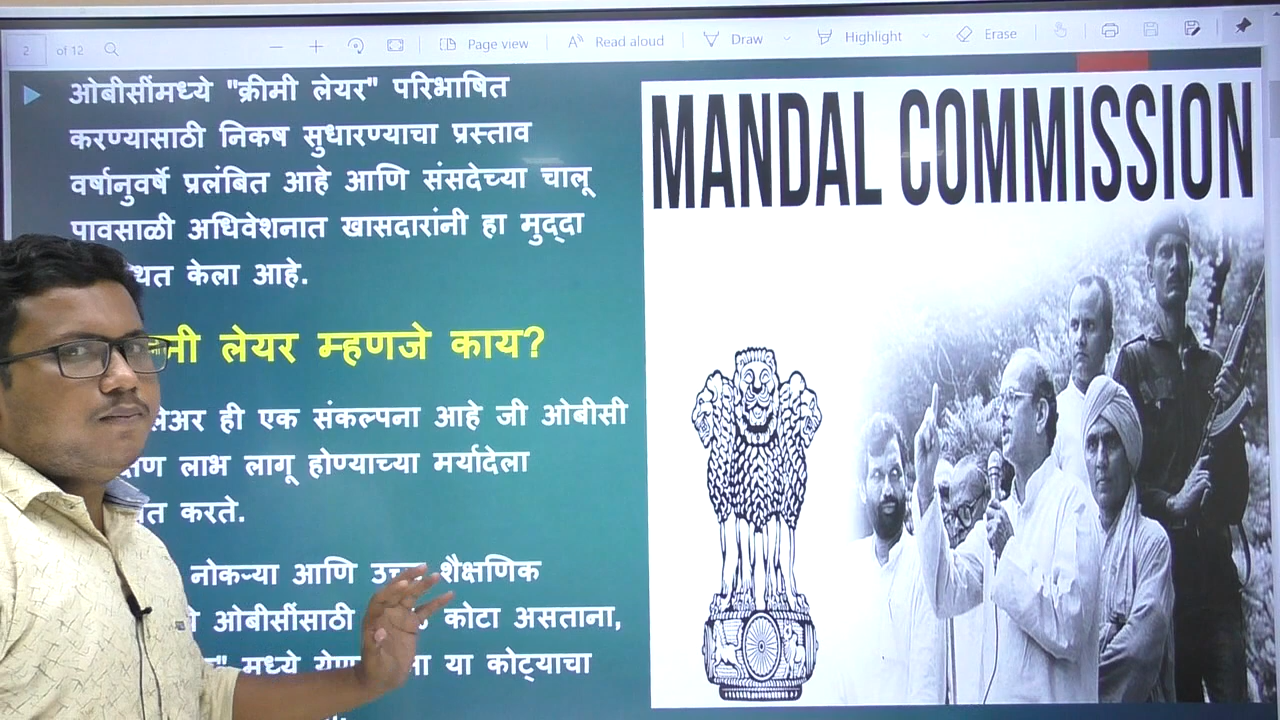 2 of 12 Page view Read aloud Draw Highlight Erase
ओबीसींमध्ये "क्रीमी लेयर" परिभाषित
करण्यासाठी निकष सुधारण्याचा प्रस्ताव
वर्षानुवर्षे प्रलंबित आहे आणि संसदेच्या चालू
पावसाळी अधिवेशनात खासदारांनी हा मुद्दा
केला आहे.
लेयर म्हणजे काय?
ही एक संकल्पना आहे जी ओबीसी
लाभ लागू होण्याच्या मर्यादेला
करते.
नोकऱ्या आणि उच्च शैक्षणिक
ओबीसींसाठी कोटा असताना,
मध्ये या कोट्याचा
MANDAL COMMISSION